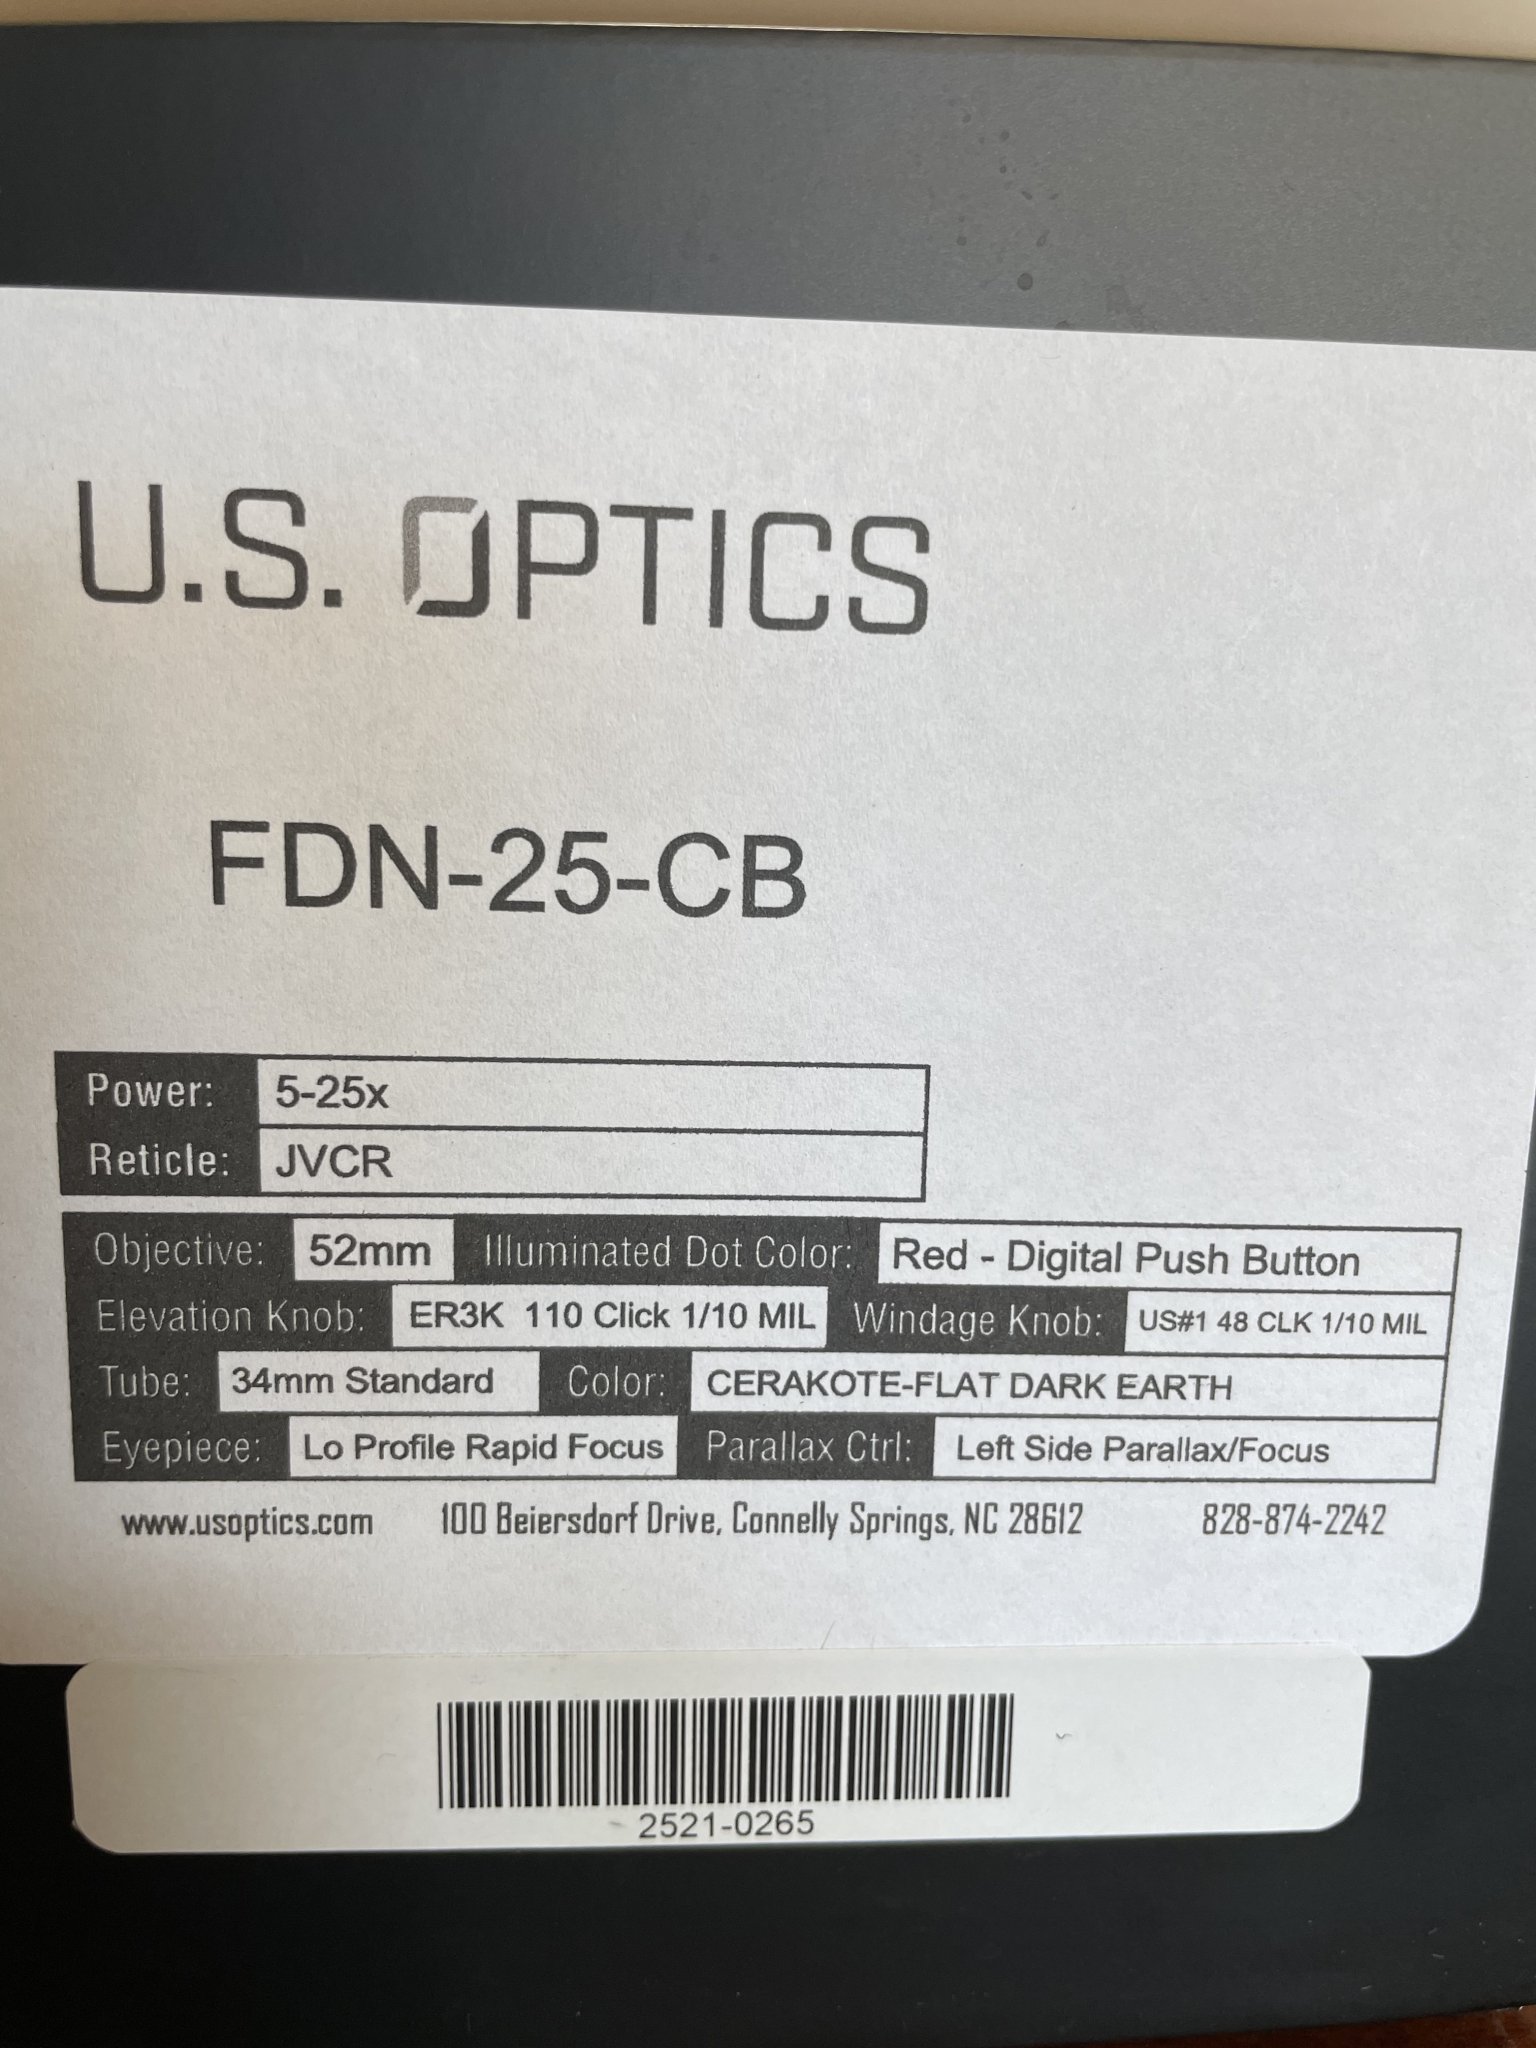 U.S. OPTICS
FDN-25-CB
Power: 5-25x
Reticle: JVCR
Objective: 52mm Illuminated Dot Color: Red - Digital Push Button
Elevation Knob: ER3K 110 Click 1/10 MIL Windage Knob: US#1 48 CLK 1/10 MIL
Tube: 34mm Standard Color: CERAKOTE-FLAT DARK EARTH
Eyepiece: Lo Profile Rapid Focus Parallax Ctrl: Left Side Parallax/Focus
www.usoptics.com 100 Beiersdorf Drive, Connelly Springs, NC 28612 828-874-2242
2521-0265